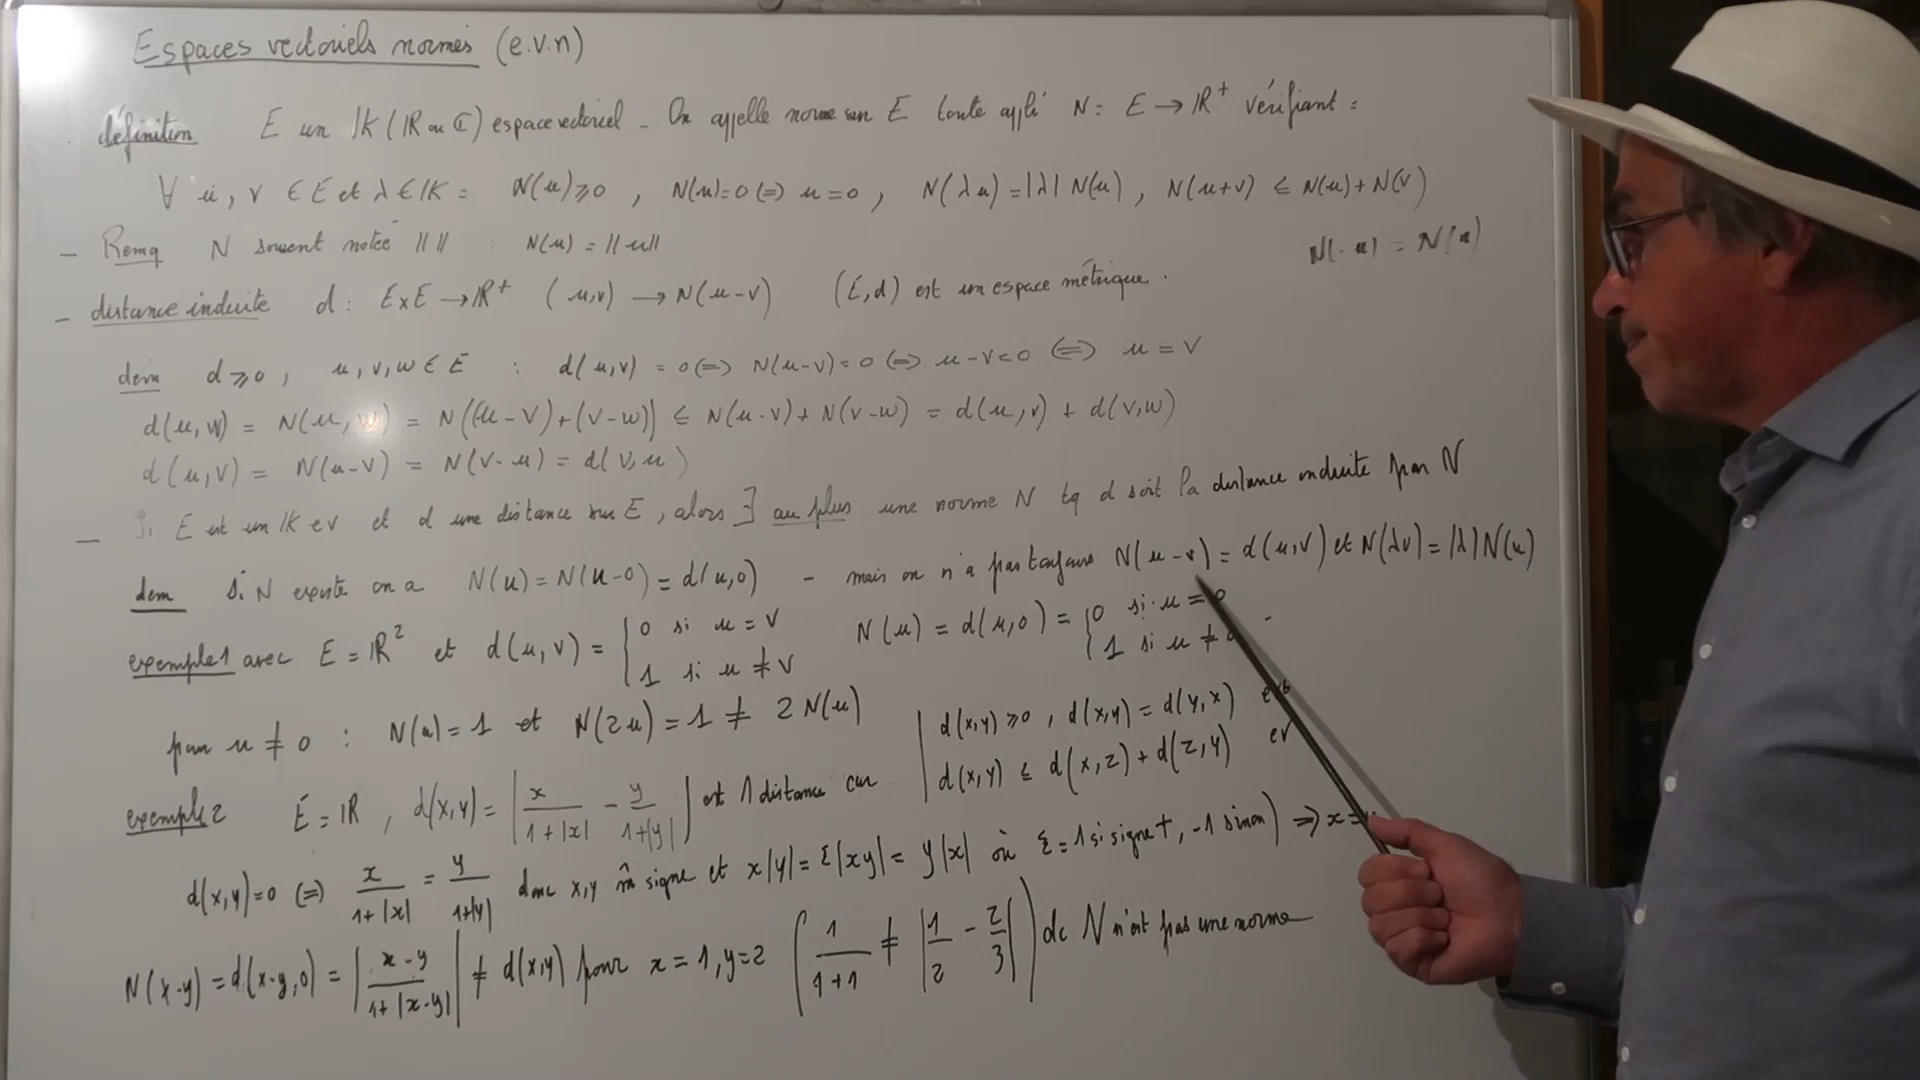 Espaces vectoriels normés (e.v.n)
définition E un IK (IR ou ℂ) espace vectoriel _ On appelle norme sur E toute appli° N : E → IR⁺ vérifiant :
∀ u, v ∈ E et λ ∈ IK : N(u) ≥ 0 , N(u)=0 (=) u = 0 , N(λu) = |λ| N(u) , N(u+v) ≤ N(u)+N(v)
- Remq N souvent notée || || : N(u) = ||u||
N(-u) = N(u)
- distance induite d : E×E → IR⁺ (u,v) → N(u-v) (E,d) est un espace métrique .
dem d ≥ 0 , u, v, w ∈ E : d(u,v) = 0 (=) N(u-v) = 0 (=) u-v=0 (=) u = v
d(u,w) = N(u,w) = N((u-v)+(v-w)) ≤ N(u-v)+N(v-w) = d(u,v) + d(v,w)
d(u,v) = N(u-v) = N(v-u) = d(v,u)
- Si E est un IK ev et d une distance sur E , alors ∃ au plus une norme N tq d soit la distance induite par N
dem si N existe on a N(u) = N(u-0) = d(u,0) - mais on n'a pas toujours N(u-v) = d(u,v) et N(λv) = |λ| N(u)
exemple1 avec E = IR² et d(u,v) = { 0 si u = v N(u) = d(u,0) = { 0 si u = 0
1 si u ≠ v 1 si u ≠ 0
pour u ≠ 0 : N(u) = 1 et N(2u) = 1 ≠ 2N(u)
exemple2 E = IR , d(x,y) = | x/(1+|x|) - y/(1+|y|) | est 1 distance car | d(x,y) ≥ 0 , d(x,y) = d(y,x) ev
d(x,y) ≤ d(x,z) + d(z,y) ev
d(x,y)=0 (=) x/(1+|x|) = y/(1+|y|) donc x,y m̂ signe et x|y| = ε|xy| = y|x| où ε = 1 si signe +, -1 sinon) ⇒ x =
N(x-y) = d(x-y,0) = | x-y/(1+|x-y|) | ≠ d(x,y) pour x = 1, y=2 ( 1/(1+1) ≠ | 1/2 - 2/3 | ) dc N n'est pas une norme